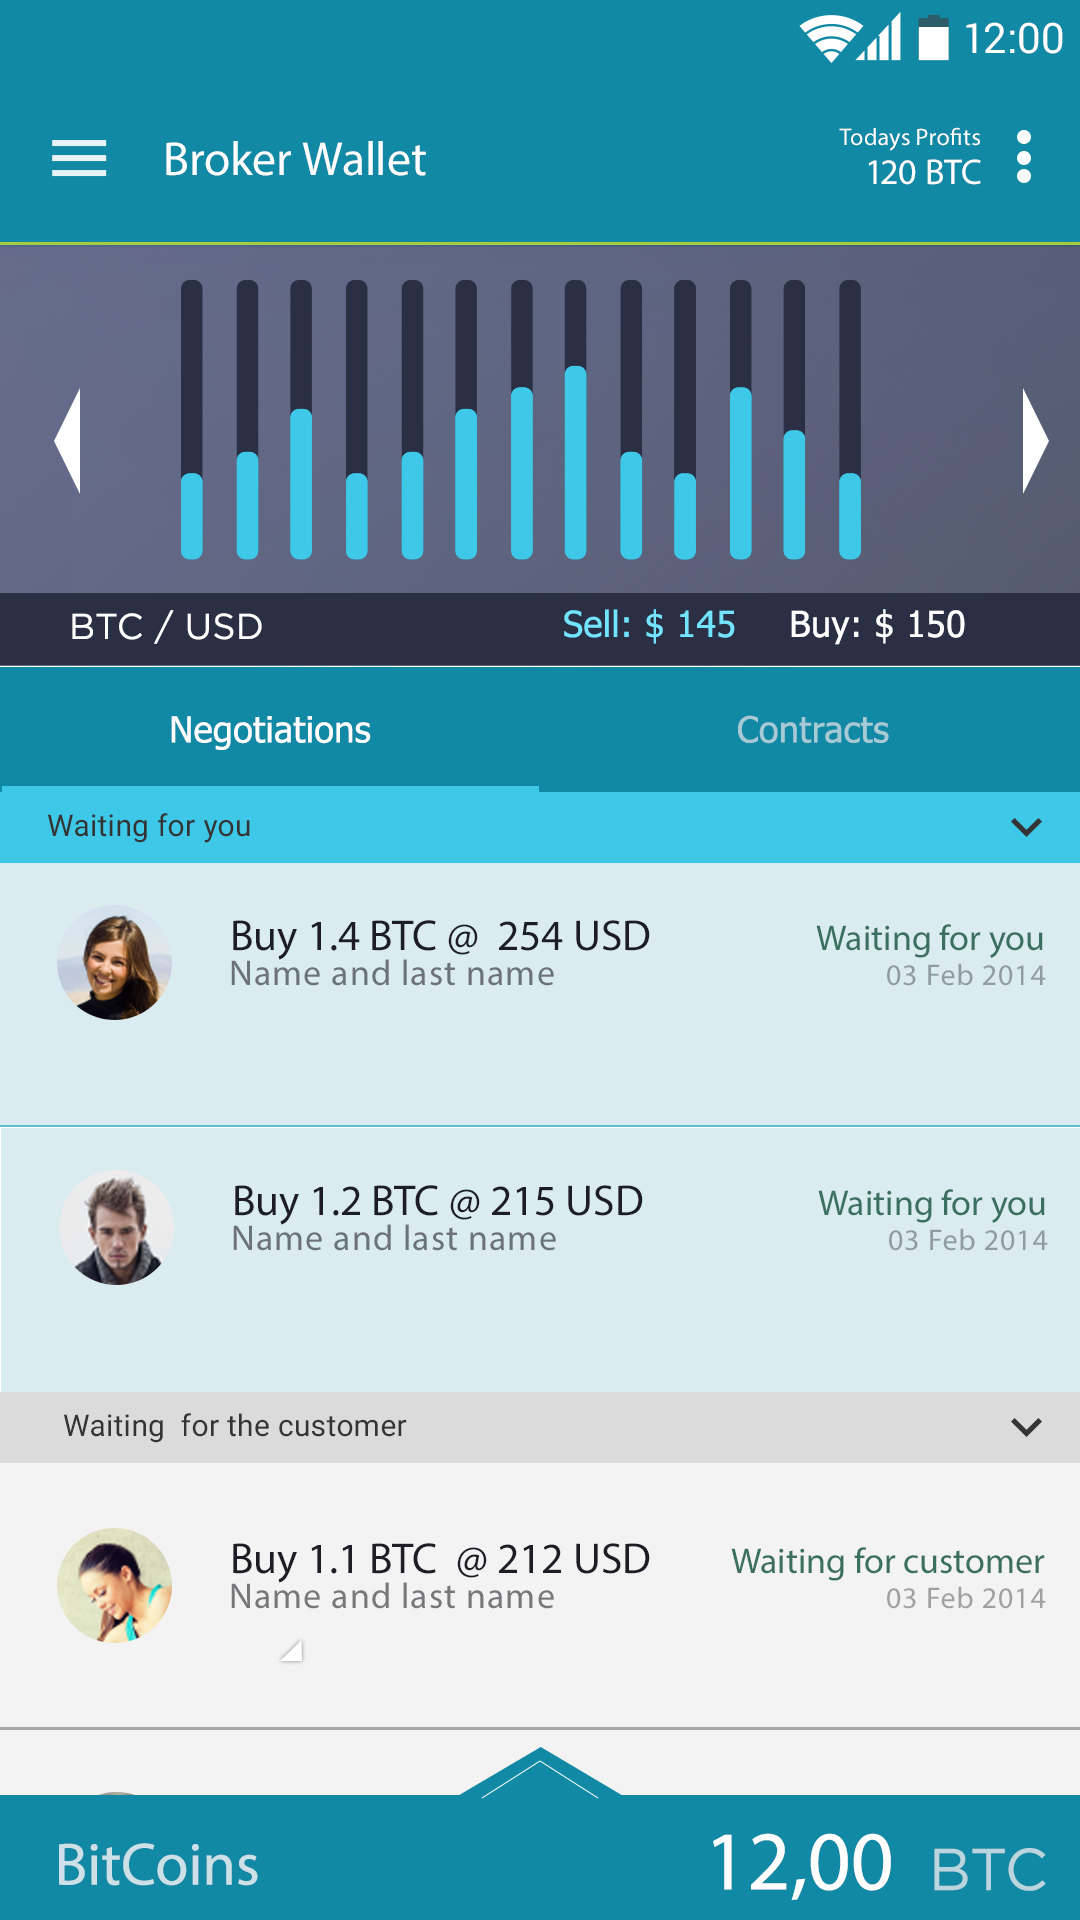 12:00
Broker Wallet
Todays Profits
120 BTC
BTC / USD
Sell: $ 145
Buy: $ 150
Negotiations
Contracts
Waiting for you
Buy 1.4 BTC @ 254 USD
Waiting for you
Name and last name
03 Feb 2014
Buy 1.2 BTC @ 215 USD
Waiting for you
Name and last name
03 Feb 2014
Waiting for the customer
Buy 1.1 BTC @ 212 USD
Waiting for customer
Name and last name
03 Feb 2014
BitCoins
12,00 BTC